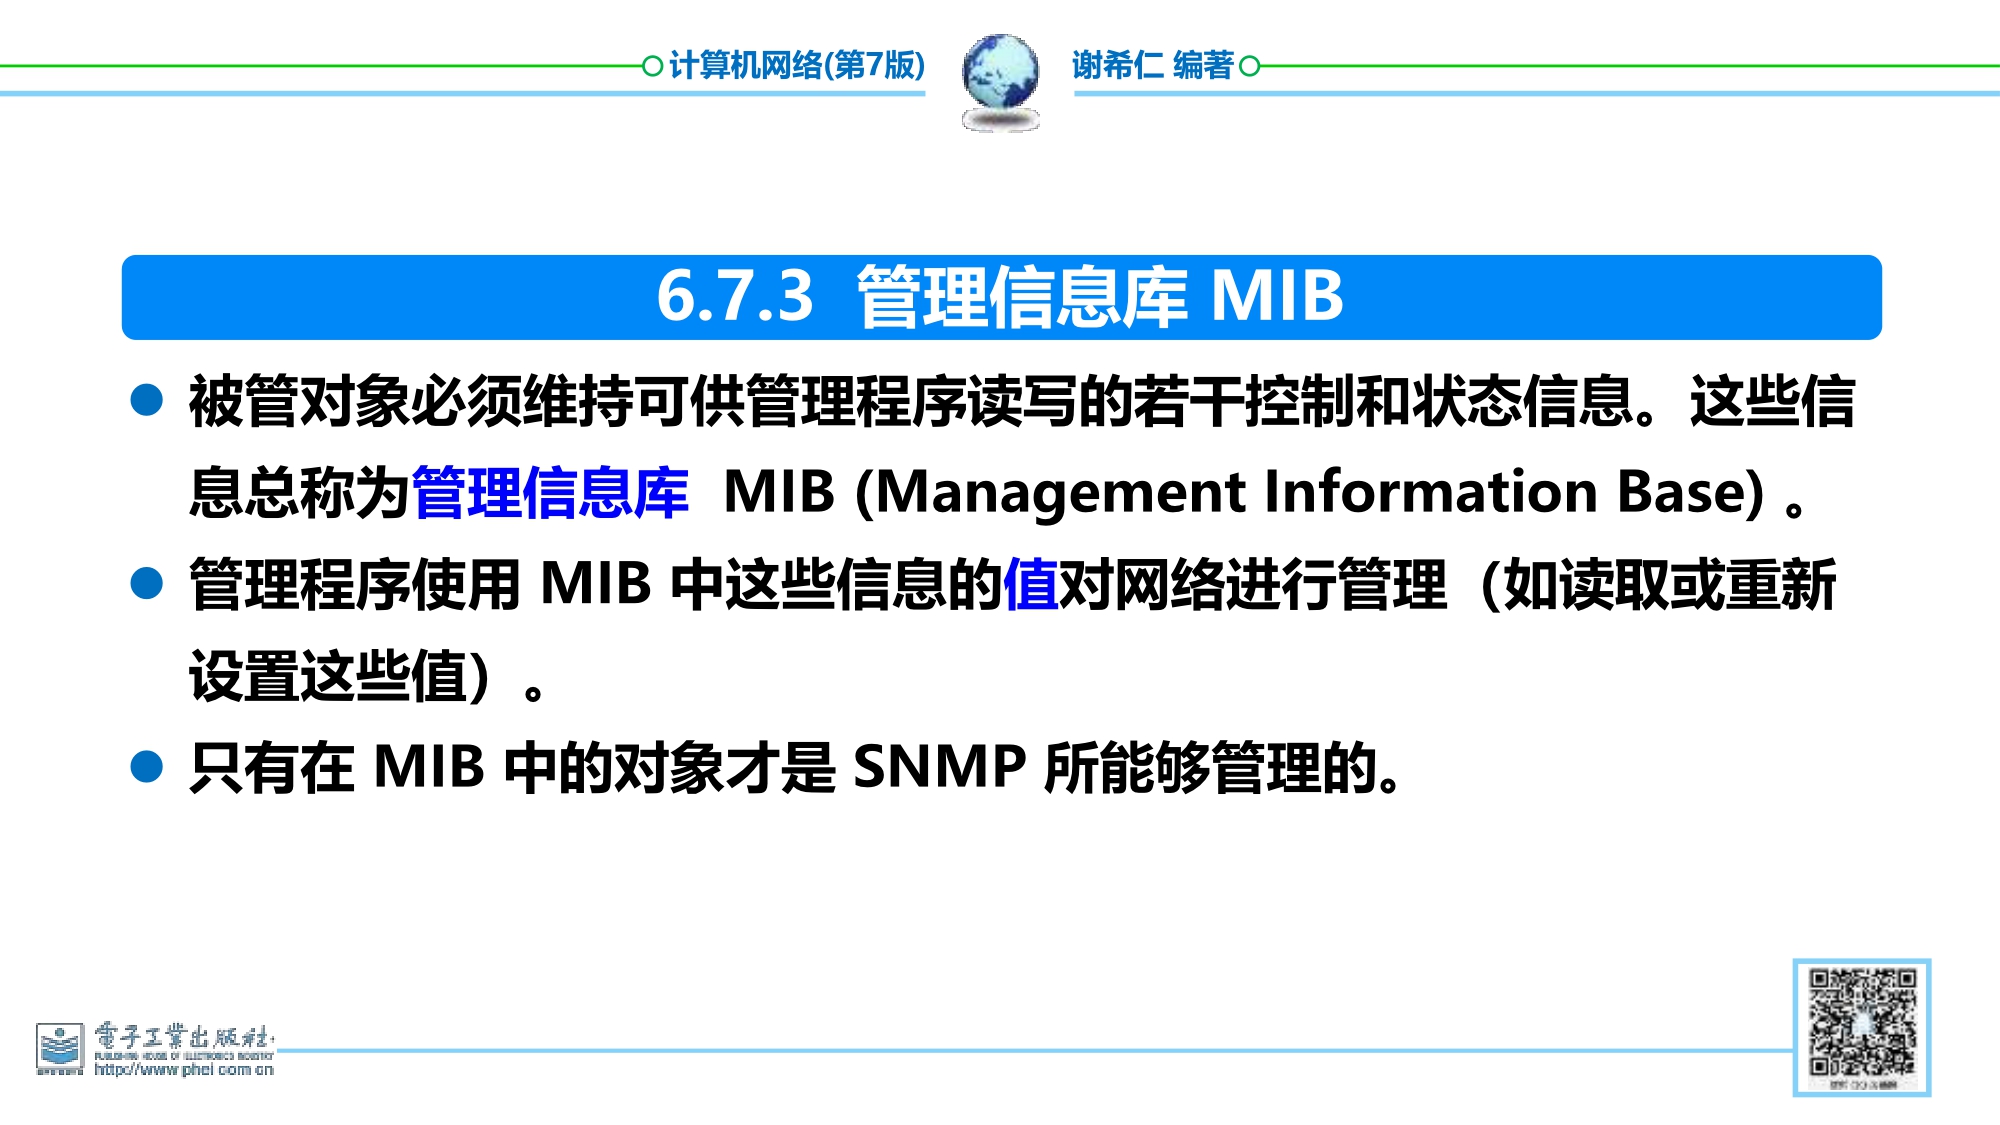 计算机网络(第7版) 谢希仁 编著
6.7.3 管理信息库 MIB
被管对象必须维持可供管理程序读写的若干控制和状态信息。这些信
息总称为管理信息库 MIB (Management Information Base) 。
管理程序使用 MIB 中这些信息的值对网络进行管理（如读取或重新
设置这些值）。
只有在 MIB 中的对象才是 SNMP 所能够管理的。
電子工業出版社
PUBLISHING HOUSE OF ELECTRONICS INDUSTRY
http://www.phei.com.cn